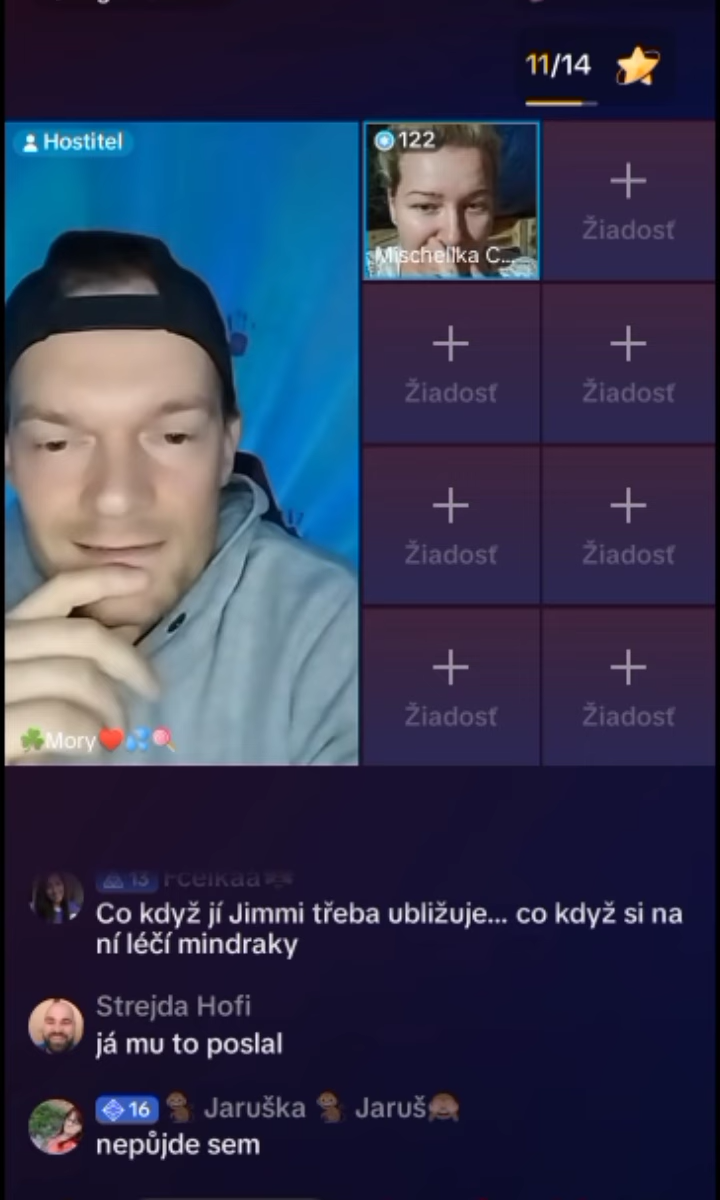 11/14
Hostitel
122
Mischellka C...
Žiadosť
Žiadosť
Žiadosť
Žiadosť
Žiadosť
Žiadosť
Žiadosť
☘️Mory❤️💦🍭
13
Co když jí Jimmi třeba ubližuje... co když si na
ní léčí mindraky
Strejda Hofi
já mu to poslal
16 🐒 Jaruška 🐒 Jaruš🙈
nepůjde sem